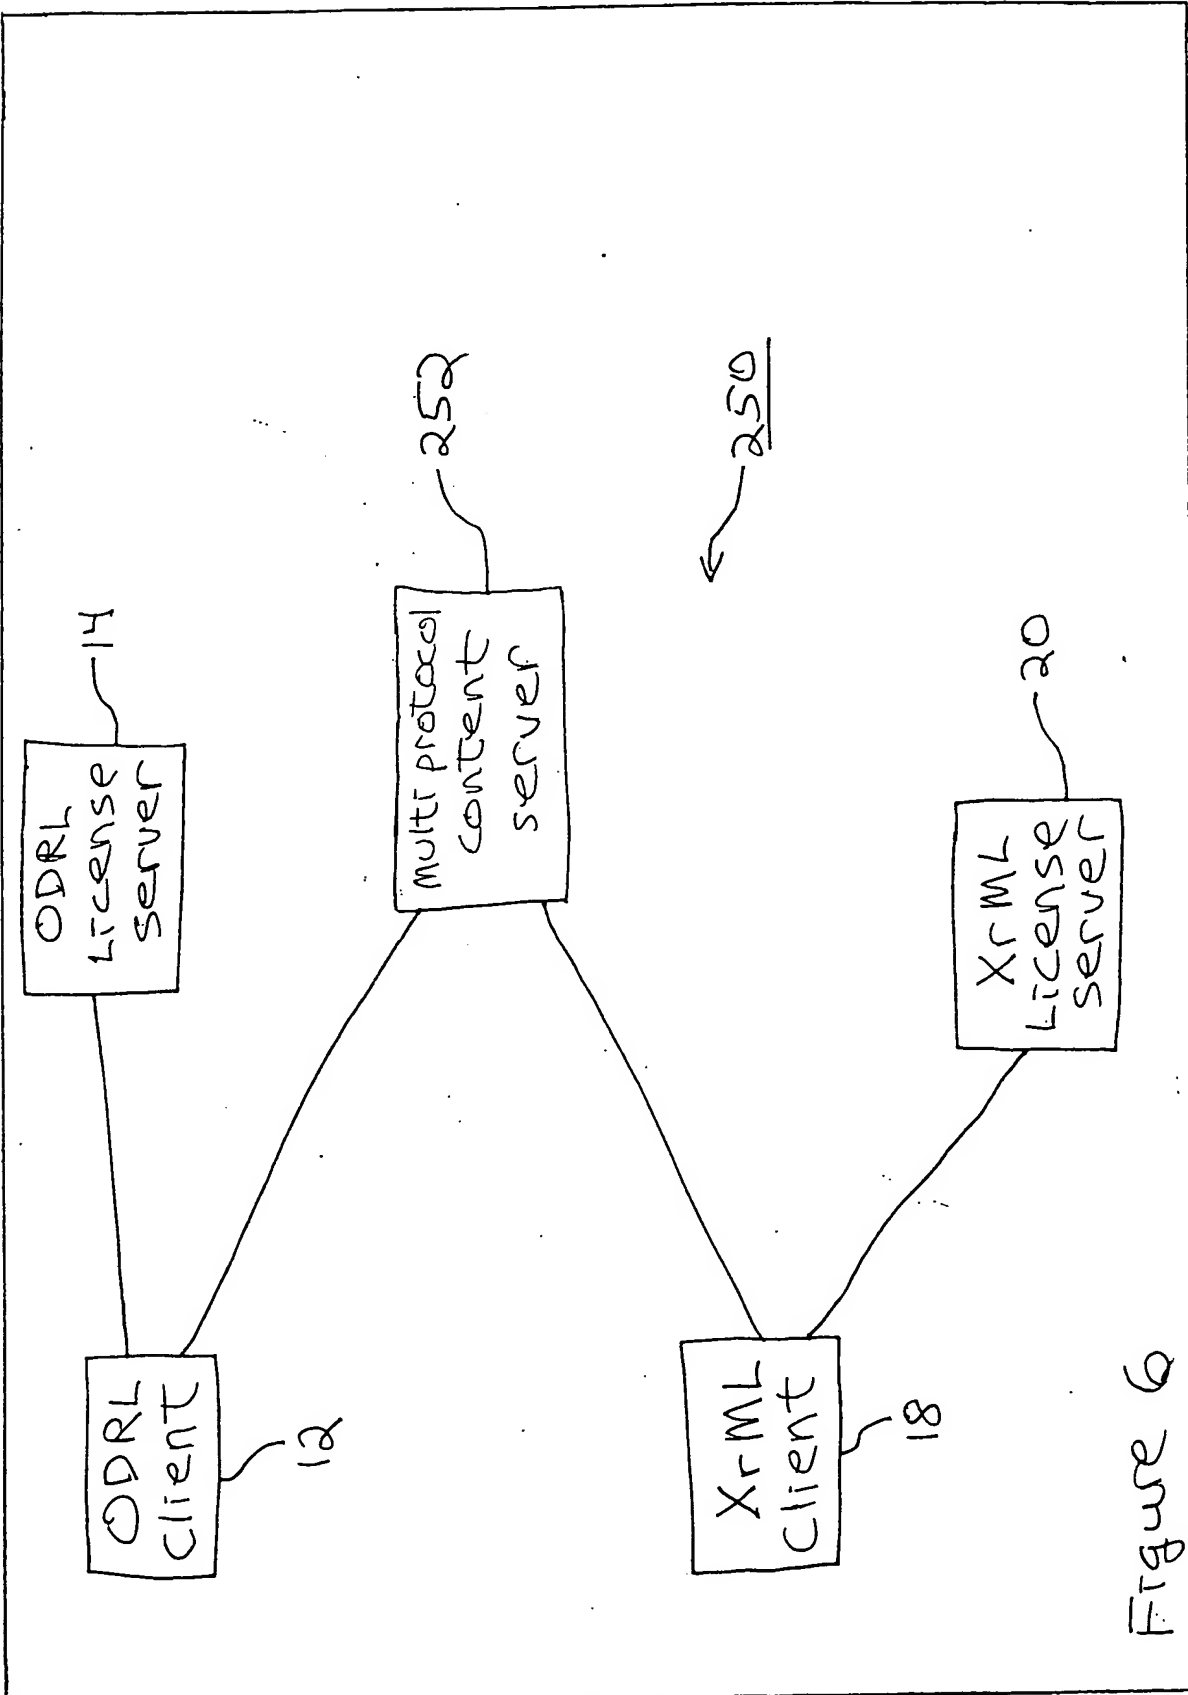 ODRL
License
Server
14
ODRL
Client
12
Multi protocol
content
server
252
250
XrML
Client
18
XrML
License
Server
20
Figure 6